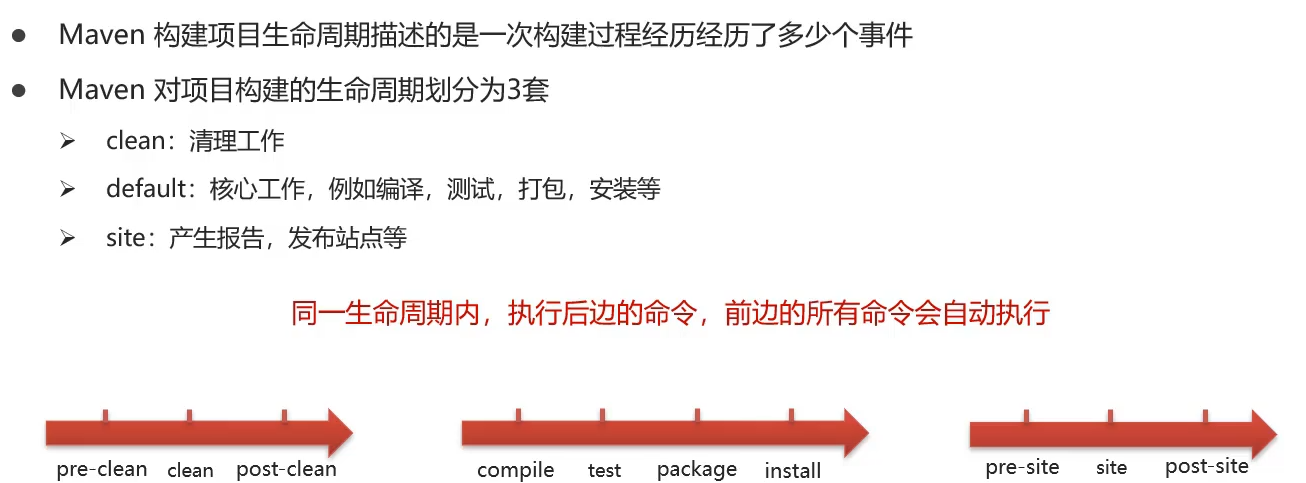 ● Maven 构建项目生命周期描述的是一次构建过程经历经历了多少个事件
● Maven 对项目构建的生命周期划分为3套
➢ clean：清理工作
➢ default：核心工作，例如编译，测试，打包，安装等
➢ site：产生报告，发布站点等
同一生命周期内，执行后边的命令，前边的所有命令会自动执行
pre-clean clean post-clean compile test package install pre-site site post-site